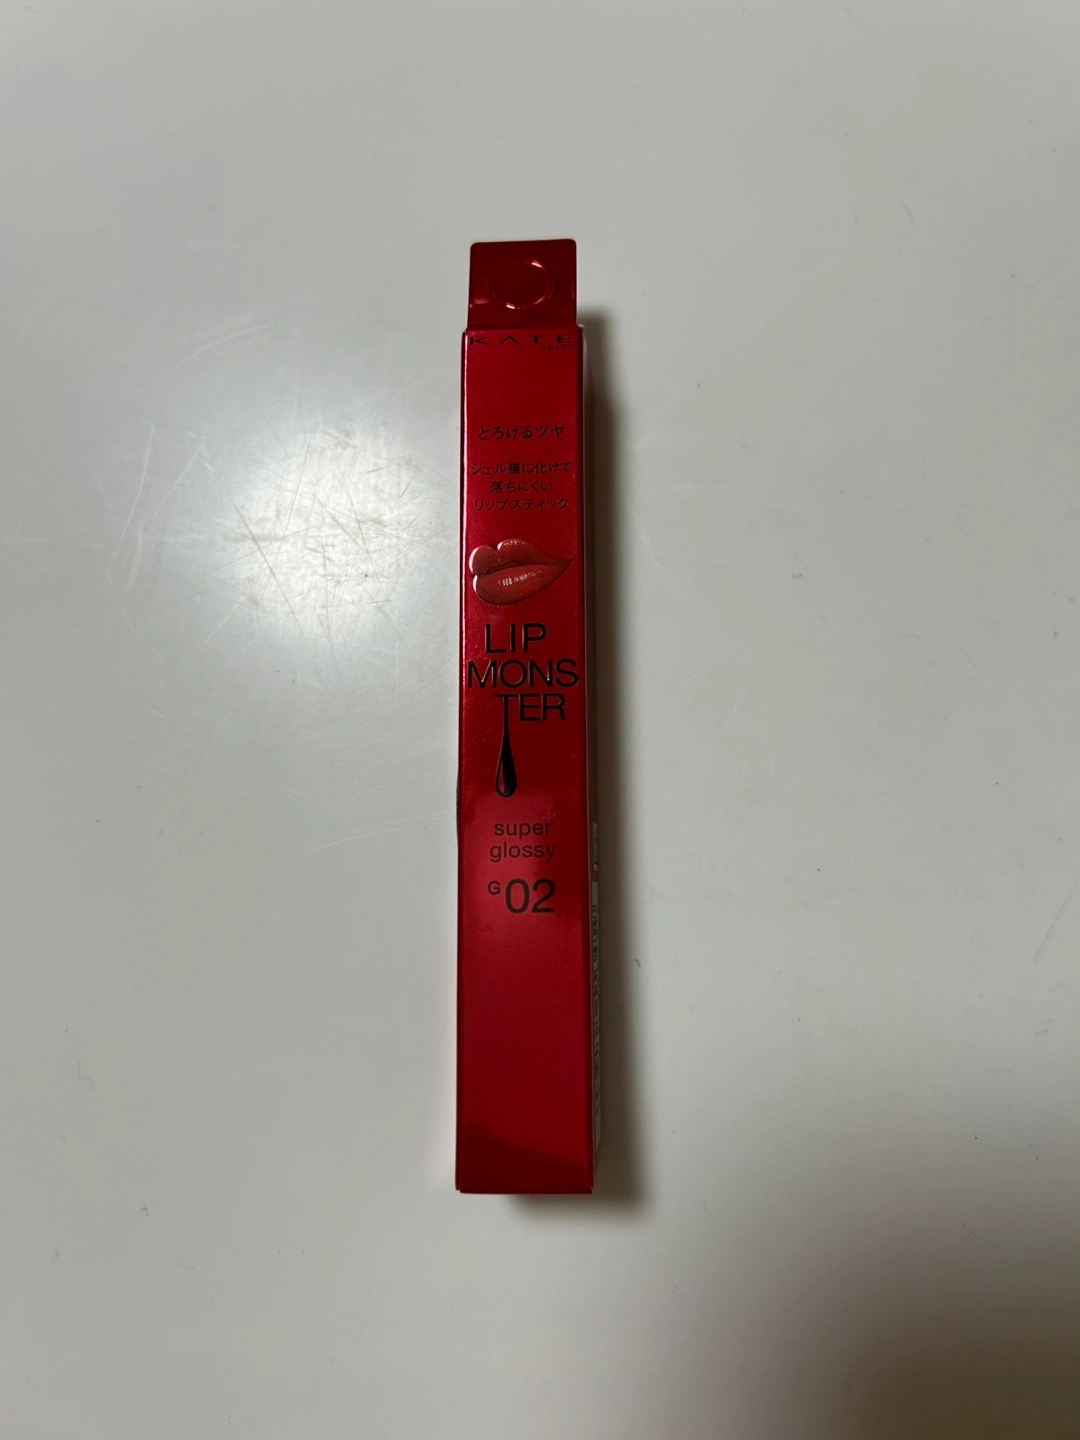 KATE
TOKYO
とろけるツヤ
ジェル膜に化けて
落ちにくい
リップスティック
LIP
MONS
TER
super
glossy
G02